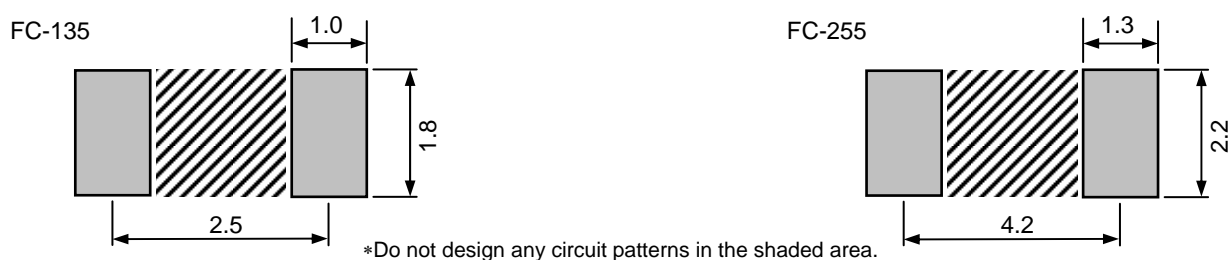 FC-135
1.0
1.8
2.5
FC-255
1.3
2.2
4.2
*Do not design any circuit patterns in the shaded area.